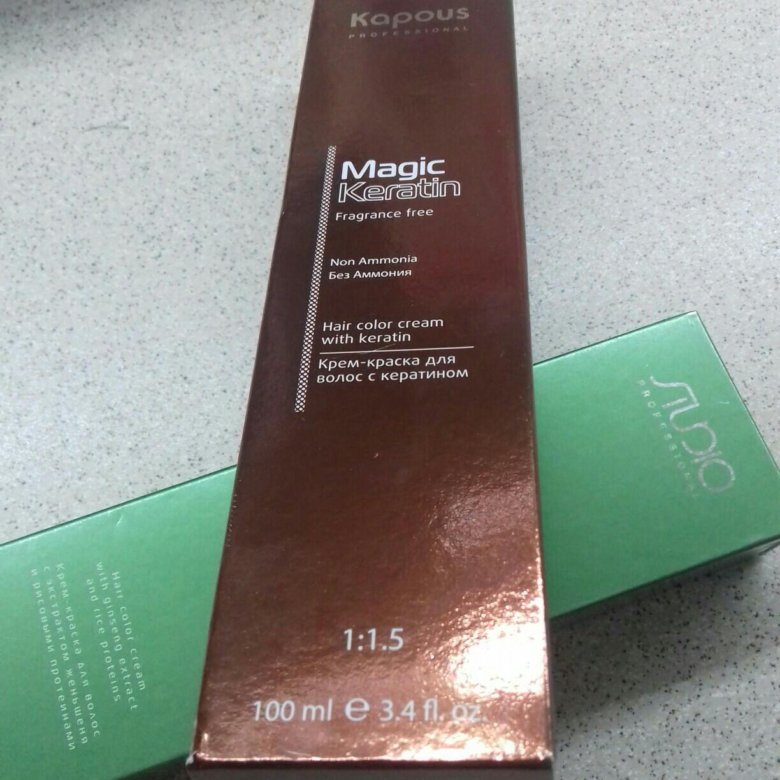 Kapous
PROFESSIONAL
Magic
Keratin
Fragrance free
Non Ammonia
Без Аммония
Hair color cream
with keratin
Крем-краска для
волос с кератином
1:1.5
100 ml e 3.4 fl. oz.
STUDIO
PROFESSIONAL
Hair color cream
with ginseng extract
and rice proteins
Крем-краска для волос
с экстрактом женьшеня
и рисовыми протеинами